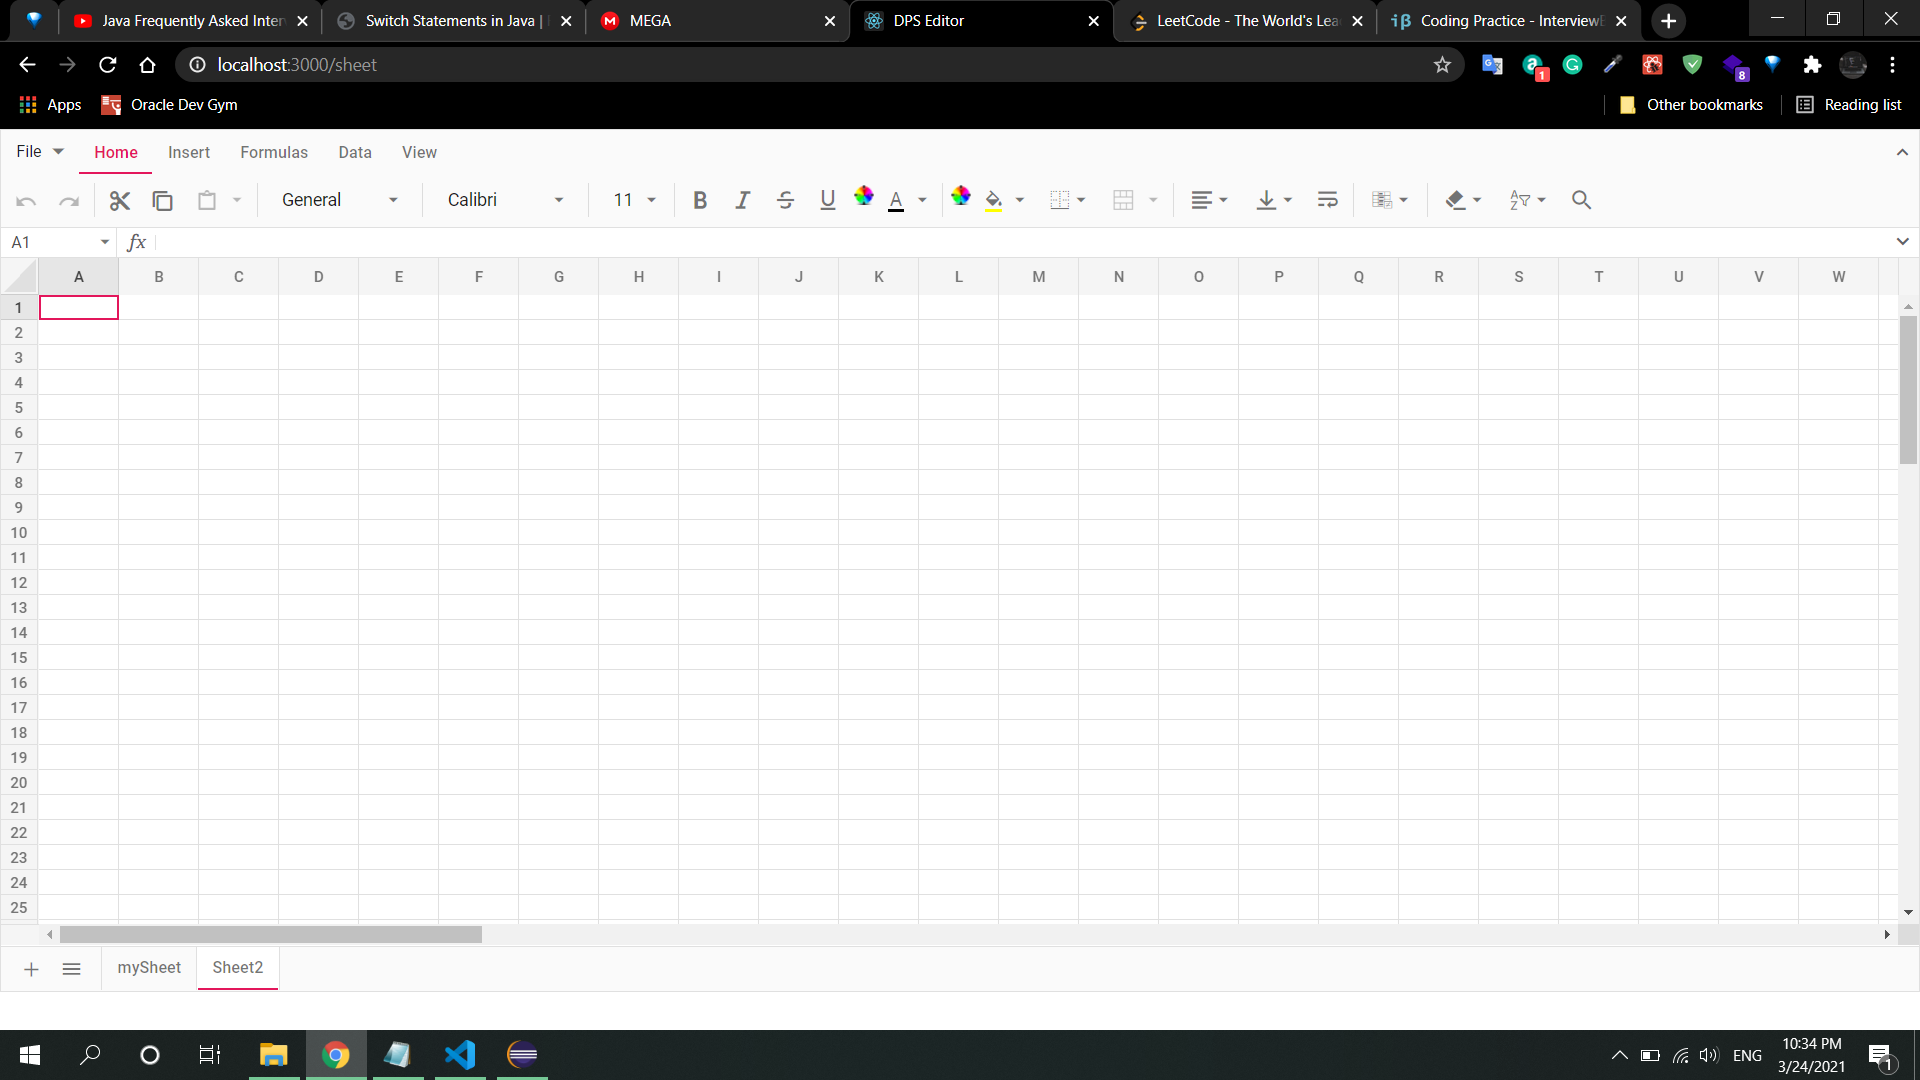 Java Frequently Asked Inter
Switch Statements in Java |
MEGA
DPS Editor
LeetCode - The World's Lea
Coding Practice - Interview
localhost:3000/sheet
1
8
Apps
Oracle Dev Gym
Other bookmarks
Reading list
File
Home
Insert
Formulas
Data
View
General
Calibri
11
B
I
S
U
A
A1
fx
A B C D E F G H I J K L M N O P Q R S T U V W
1
2
3
4
5
6
7
8
9
10
11
12
13
14
15
16
17
18
19
20
21
22
23
24
25
mySheet
Sheet2
ENG
10:34 PM
3/24/2021
1